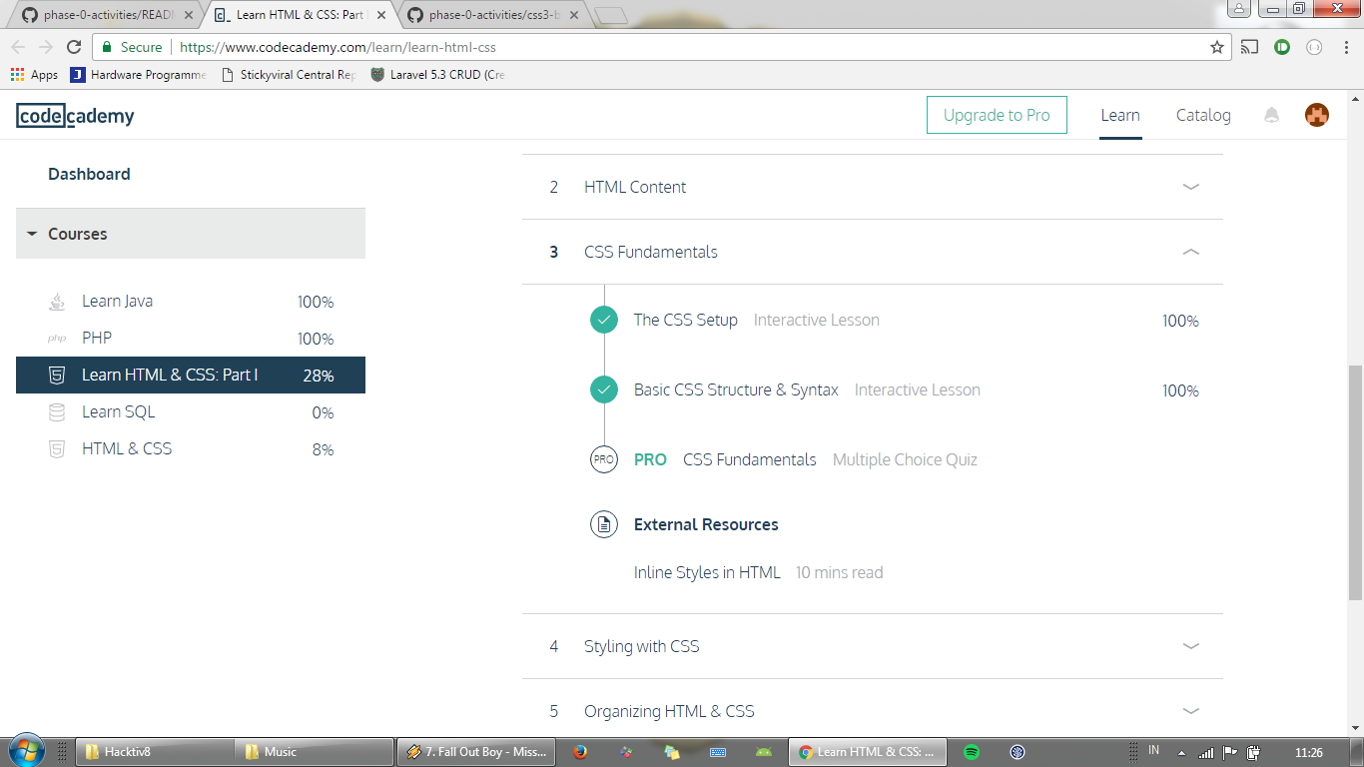 phase-0-activities/READ
Learn HTML & CSS: Part
phase-0-activities/css3-b
Secure
https://www.codecademy.com/learn/learn-html-css
Apps
Hardware Programme
Stickyviral Central Rep
Laravel 5.3 CRUD (Cre
codecademy
Upgrade to Pro
Learn
Catalog
Dashboard
Courses
Learn Java 100%
php PHP 100%
Learn HTML & CSS: Part I 28%
Learn SQL 0%
HTML & CSS 8%
2 HTML Content
3 CSS Fundamentals
The CSS Setup Interactive Lesson 100%
Basic CSS Structure & Syntax Interactive Lesson 100%
PRO PRO CSS Fundamentals Multiple Choice Quiz
External Resources
Inline Styles in HTML 10 mins read
4 Styling with CSS
5 Organizing HTML & CSS
Hacktiv8
Music
7. Fall Out Boy - Miss...
Learn HTML & CSS: ...
IN
11:26